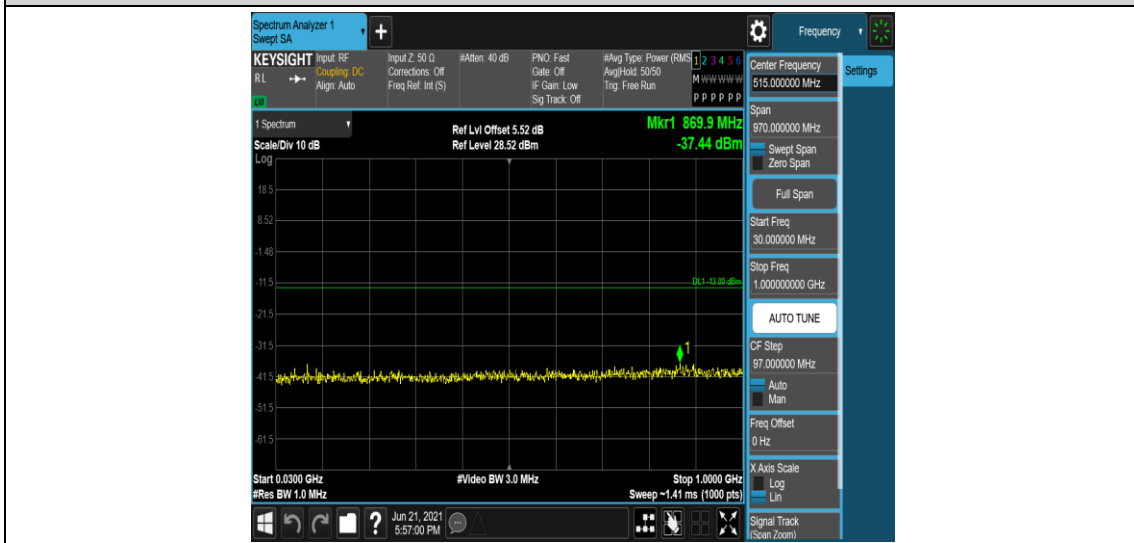 Spectrum Analyzer 1
Swept SA
Frequency
KEYSIGHT
RL
Input: RF
Coupling: DC
Align: Auto
Input Z: 50 Ω
Corrections: Off
Freq Ref: Int (S)
#Atten: 40 dB
PNO: Fast
Gate: Off
IF Gain: Low
Sig Track: Off
#Avg Type: Power (RMS
Avg|Hold: 50/50
Trig: Free Run
1 2 3 4 5 6
M W W W W W
P P P P P P
1 Spectrum
Scale/Div 10 dB
Log
Ref Lvl Offset 5.52 dB
Ref Level 28.52 dBm
Mkr1 869.9 MHz
-37.44 dBm
18.5
8.52
-1.48
-11.5
-21.5
-31.5
-41.5
-51.5
-61.5
DL1 -13.00 dBm
1
Start 0.0300 GHz
#Res BW 1.0 MHz
#Video BW 3.0 MHz
Stop 1.0000 GHz
Sweep ~1.41 ms (1000 pts)
Center Frequency
515.000000 MHz
Settings
Span
970.000000 MHz
Swept Span
Zero Span
Full Span
Start Freq
30.000000 MHz
Stop Freq
1.000000000 GHz
AUTO TUNE
CF Step
97.000000 MHz
Auto
Man
Freq Offset
0 Hz
X Axis Scale
Log
Lin
Signal Track
(Span Zoom)
?
Jun 21, 2021
5:57:00 PM